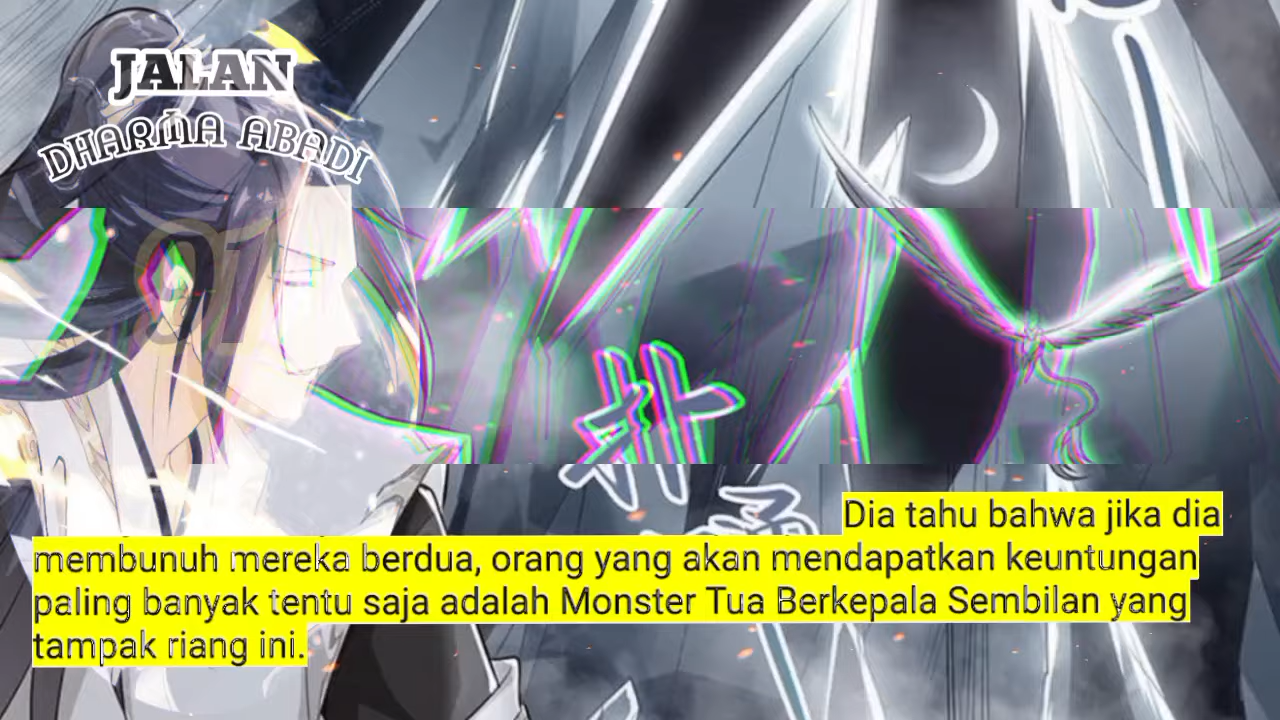 JALAN
DHARMA ABADI
91
Dia tahu bahwa jika dia
membunuh mereka berdua, orang yang akan mendapatkan keuntungan
paling banyak tentu saja adalah Monster Tua Berkepala Sembilan yang
tampak riang ini.